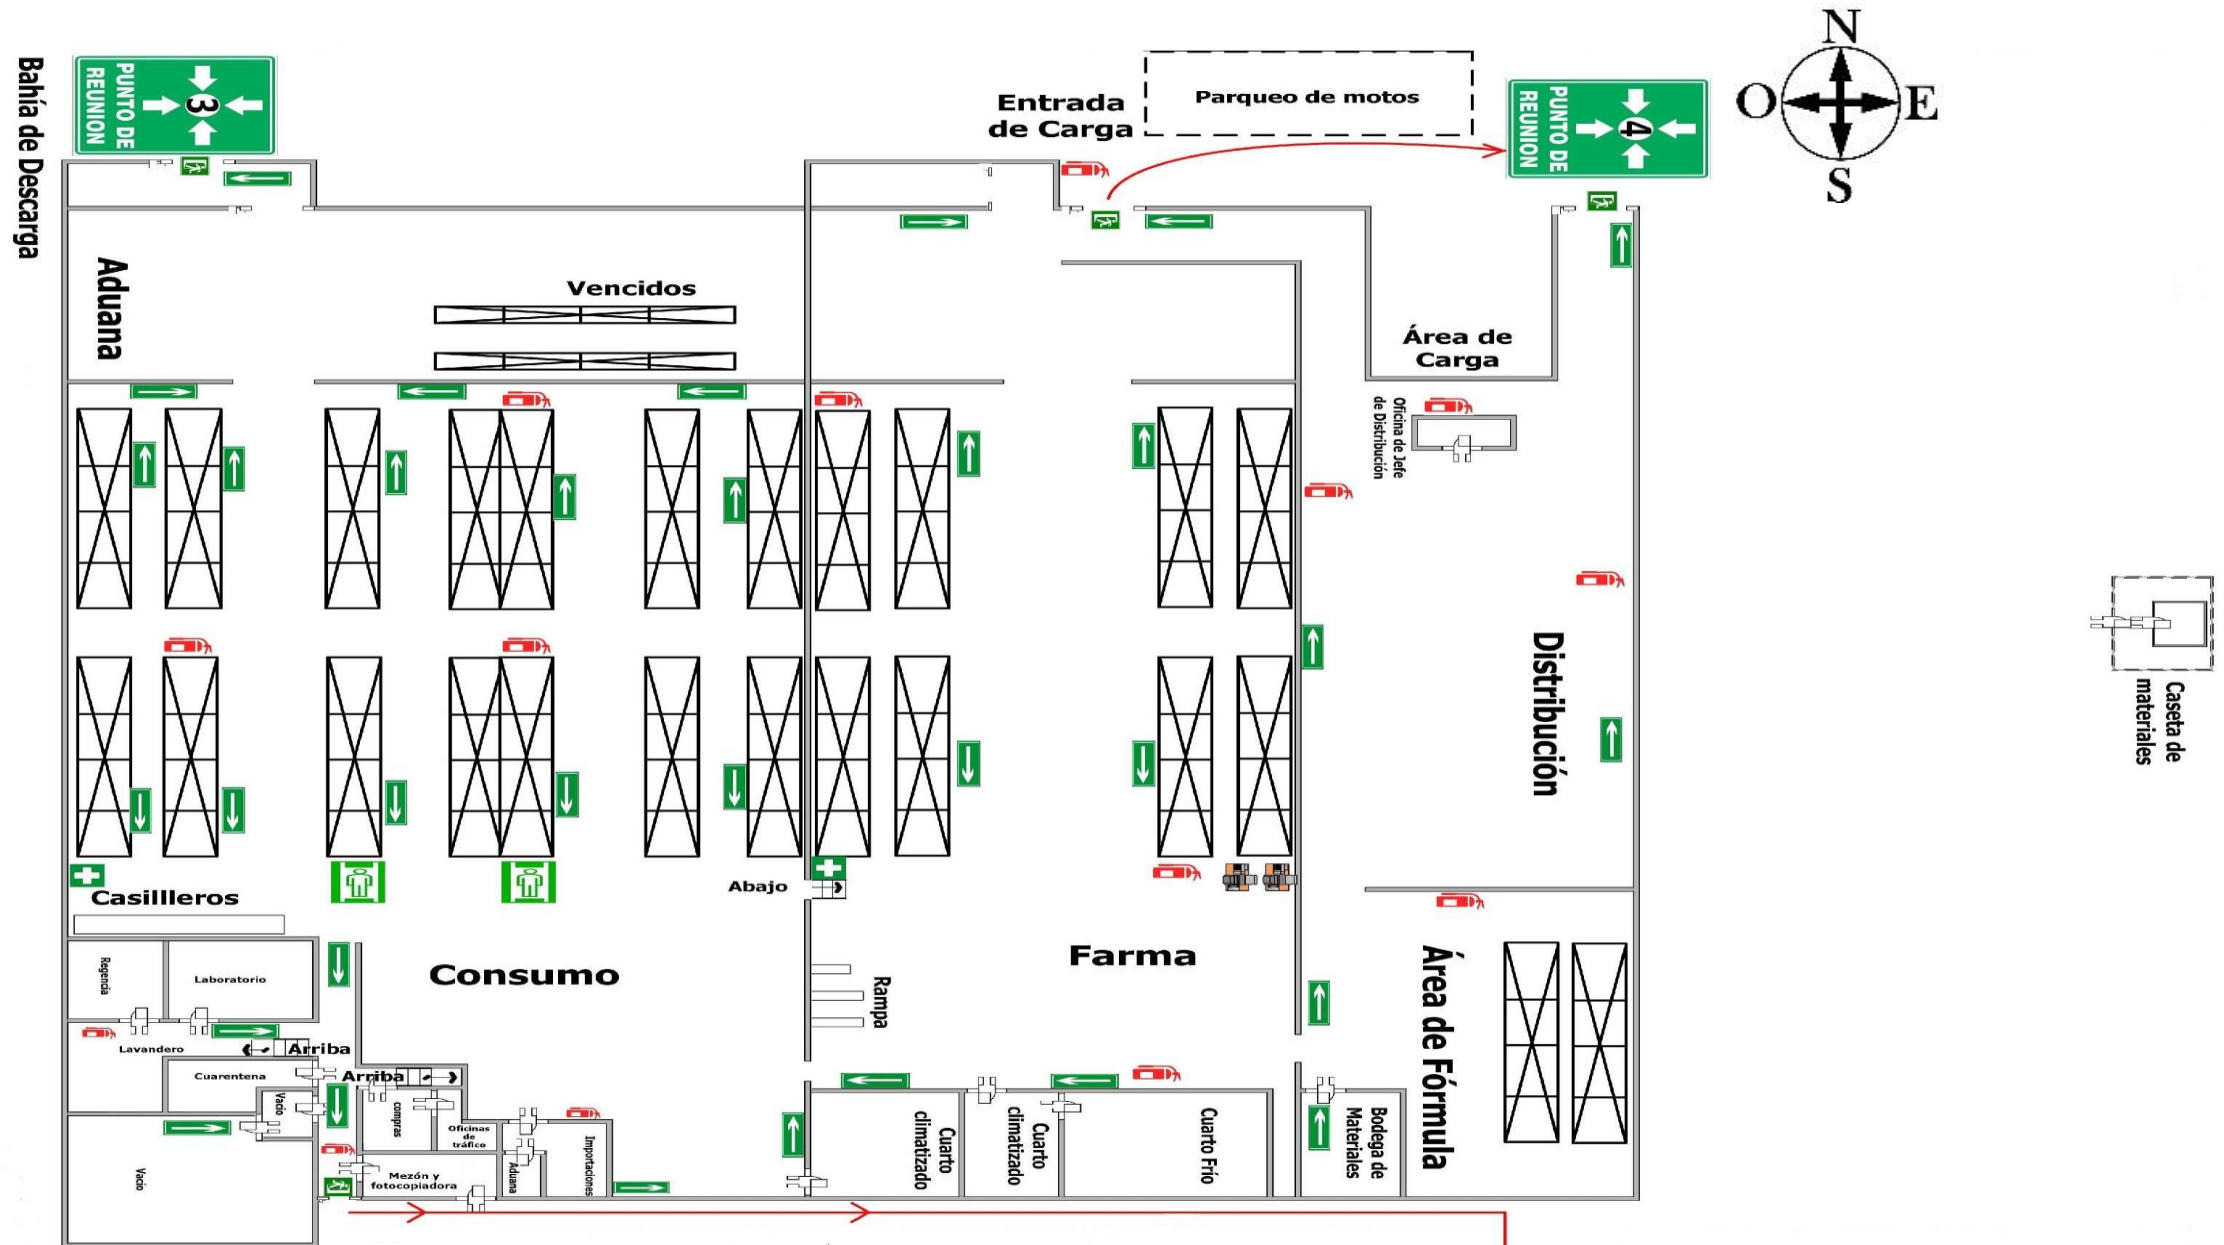 N
O
E
S
Bahía de Descarga
PUNTO DE
REUNION
3
Entrada
de Carga
Parqueo de motos
PUNTO DE
REUNION
4
Aduana
Vencidos
Área de
Carga
Oficina de Jefe
de Distribución
Distribución
Caseta de
materiales
Casillleros
Abajo
Regencia
Laboratorio
Consumo
Farma
Rampa
Área de Fórmula
Lavandero
Arriba
Cuarentena
Arriba
Vacio
compras
Oficinas
de
tráfico
Importaciones
Aduana
Mezón y
fotocopiadora
Vacio
Cuarto
climatizado
Cuarto
climatizado
Cuarto Frío
Bodega de
Materiales